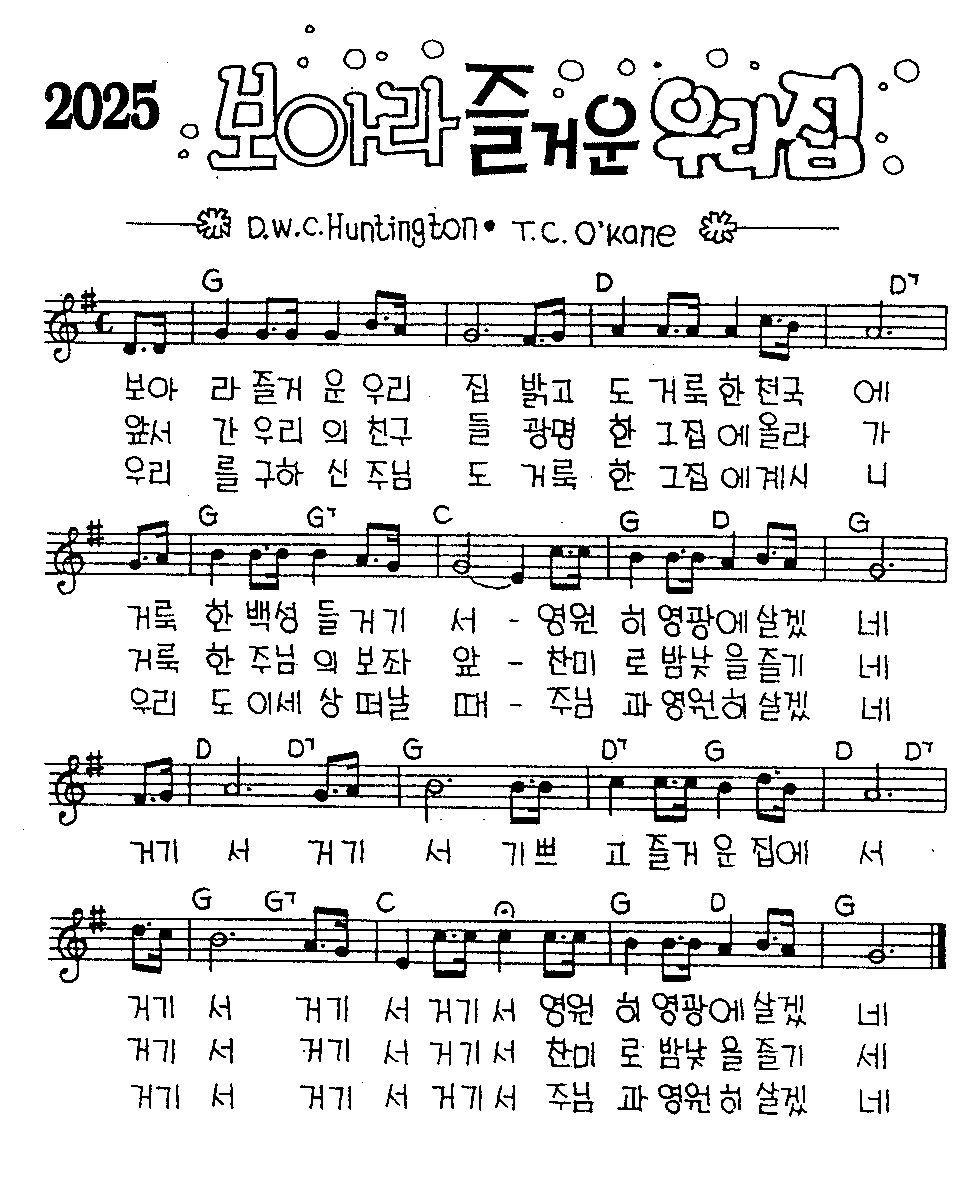 2025 보아라 즐거운 우리집
D.W.C.Huntington • T.C.O'Kane
G D D7
보아 라 즐거 운 우리 집 밝고 도 거룩 한 천국 에
앞서 간 우리 의 친구 들 광명 한 그집 에 올라 가
우리 를 구하 신 주님 도 거룩 한 그집 에 계시 니
G G7 C G D G
거룩 한 백성 들 거기 서 - 영원 히 영광에 살겠 네
거룩 한 주님 의 보좌 앞 - 찬미 로 밤낮 을 즐기 네
우리 도 이세 상 떠날 때 - 주님 과 영원히 살겠 네
D D7 G D7 G D D7
거기 서 거기 서 기쁘 고 즐거 운 집에 서
G G7 C G D G
거기 서 거기 서 거기 서 영원 히 영광에 살겠 네
거기 서 거기 서 거기 서 찬미 로 밤낮 을 즐기 세
거기 서 거기 서 거기 서 주님 과 영원 히 살겠 네